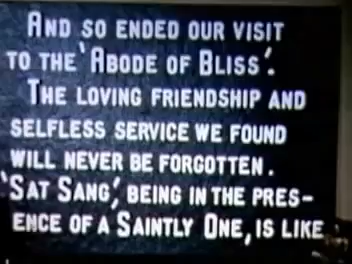 And so ended our visit
to the 'Abode of Bliss'.
The loving friendship and
selfless service we found
will never be forgotten.
'Sat Sang', being in the pres-
ence of a Saintly One, is like